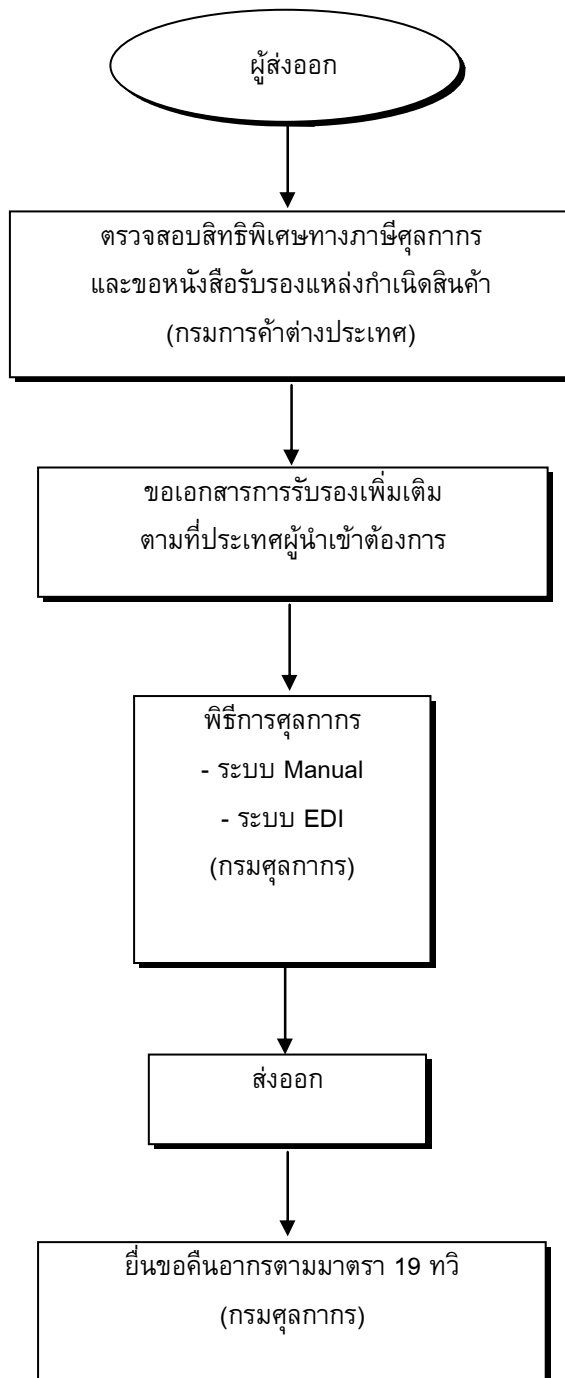 ผู้ส่งออก
ตรวจสอบสิทธิพิเศษทางภาษีศุลกากร
และขอหนังสือรับรองแหล่งกำเนิดสินค้า
(กรมการค้าต่างประเทศ)
ขอเอกสารการรับรองเพิ่มเติม
ตามที่ประเทศผู้นำเข้าต้องการ
พิธีการศุลกากร
- ระบบ Manual
- ระบบ EDI
(กรมศุลกากร)
ส่งออก
ยื่นขอคืนอากรตามมาตรา 19 ทวิ
(กรมศุลกากร)